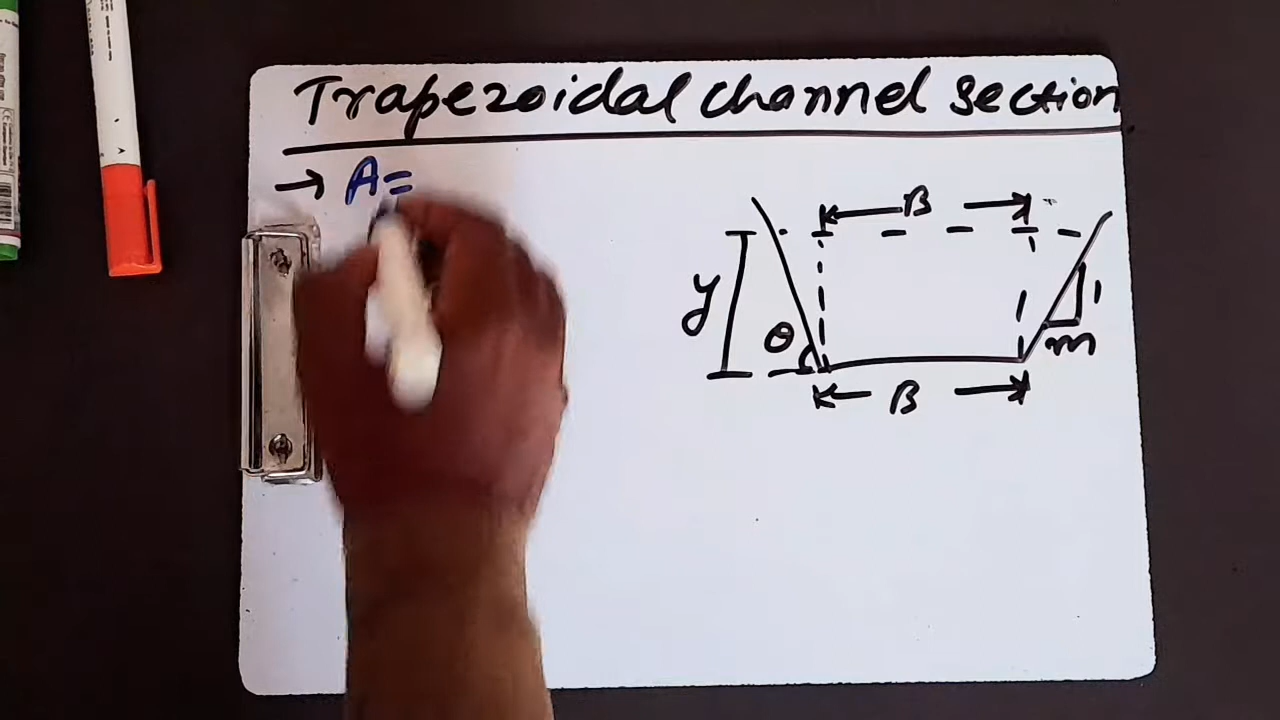 Trapezoidal channel section
→ A=
B
y
θ
1
m
B